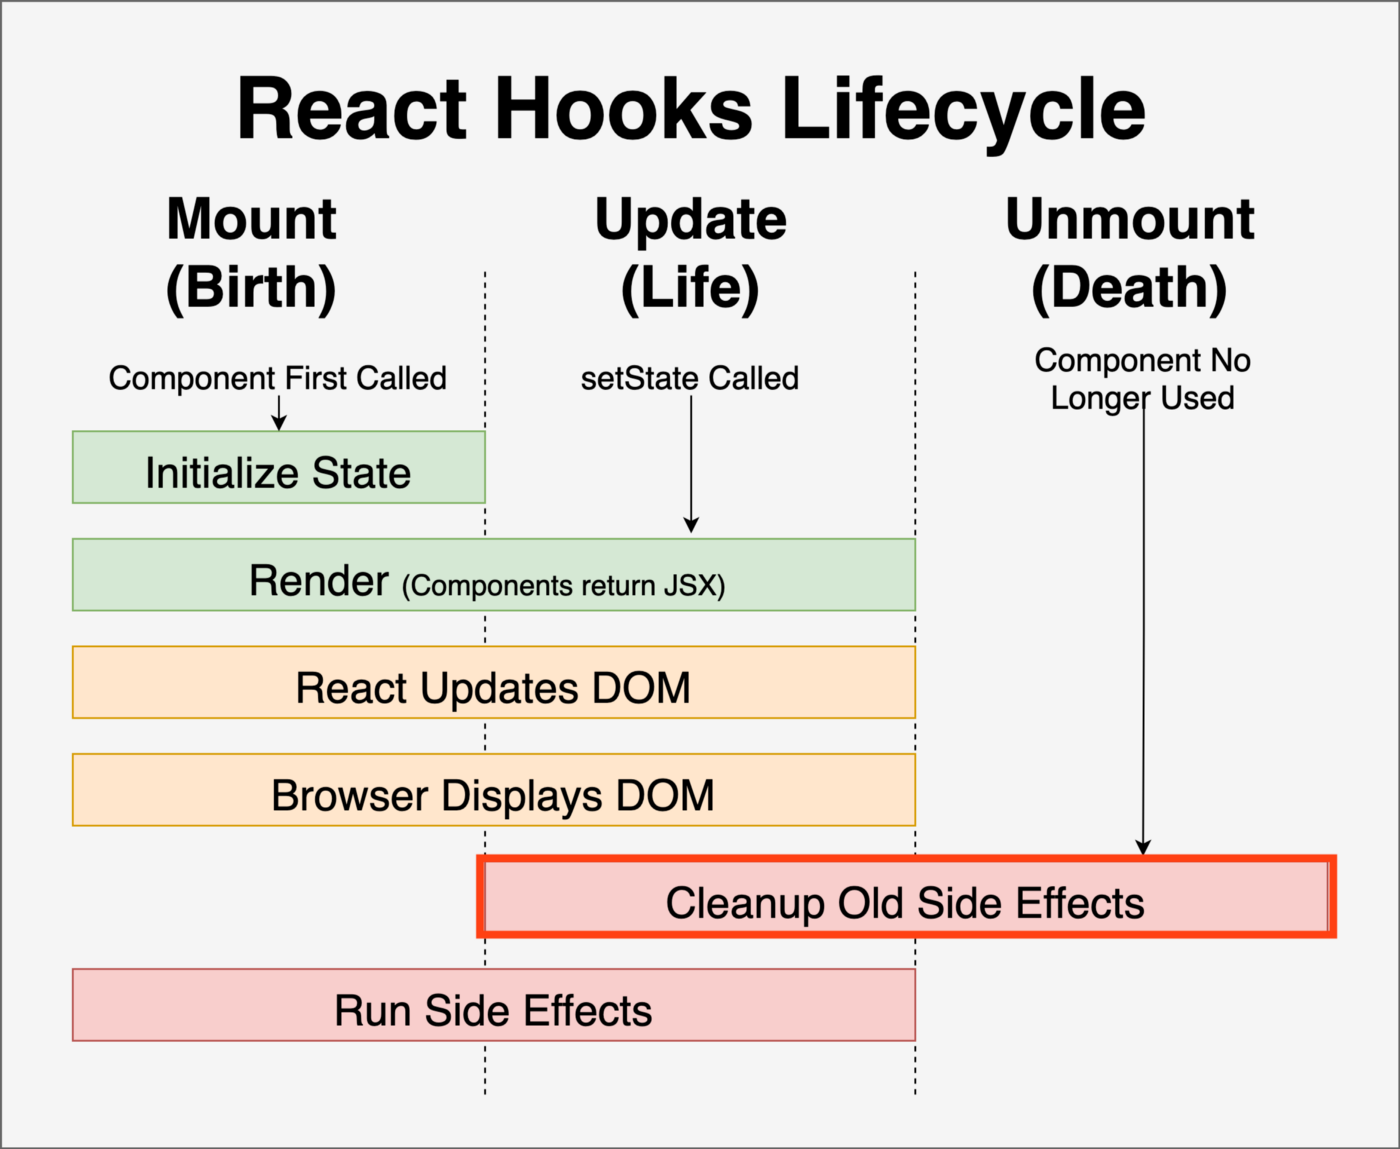 React Hooks Lifecycle
Mount
(Birth)
Update
(Life)
Unmount
(Death)
Component First Called
setState Called
Component No
Longer Used
Initialize State
Render (Components return JSX)
React Updates DOM
Browser Displays DOM
Cleanup Old Side Effects
Run Side Effects